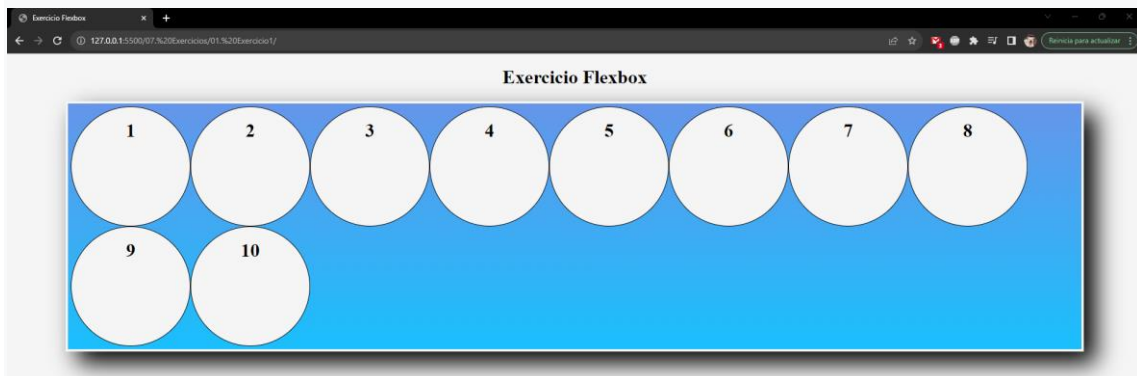 Exercicio Flexbox
127.0.0.1:5500/07.%20Exercicios/01.%20Exercicio1/
Reinicia para actualizar
Exercicio Flexbox
1 2 3 4 5 6 7 8
9 10